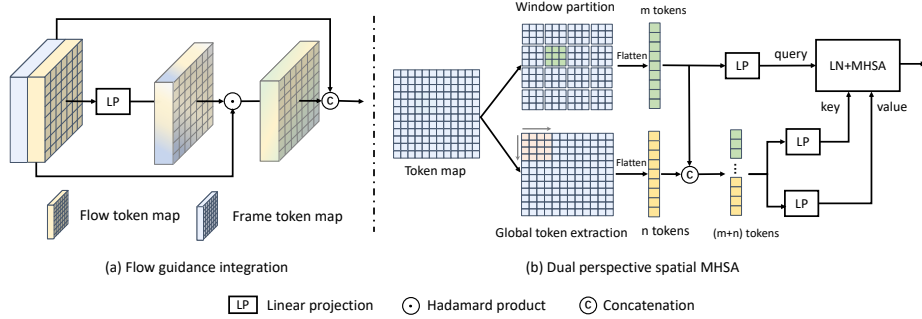 LP
C
Flow token map
Frame token map
(a) Flow guidance integration
Window partition
m tokens
Flatten
LP
query
LN+MHSA
key
value
Token map
Flatten
C
LP
LP
Global token extraction
n tokens
(m+n) tokens
(b) Dual perspective spatial MHSA
LP
Linear projection
Hadamard product
C
Concatenation